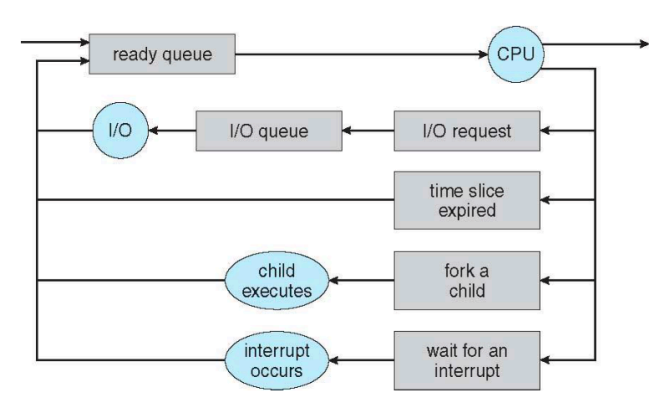 ready queue
CPU
I/O
I/O queue
I/O request
time slice
expired
child
executes
fork a
child
interrupt
occurs
wait for an
interrupt